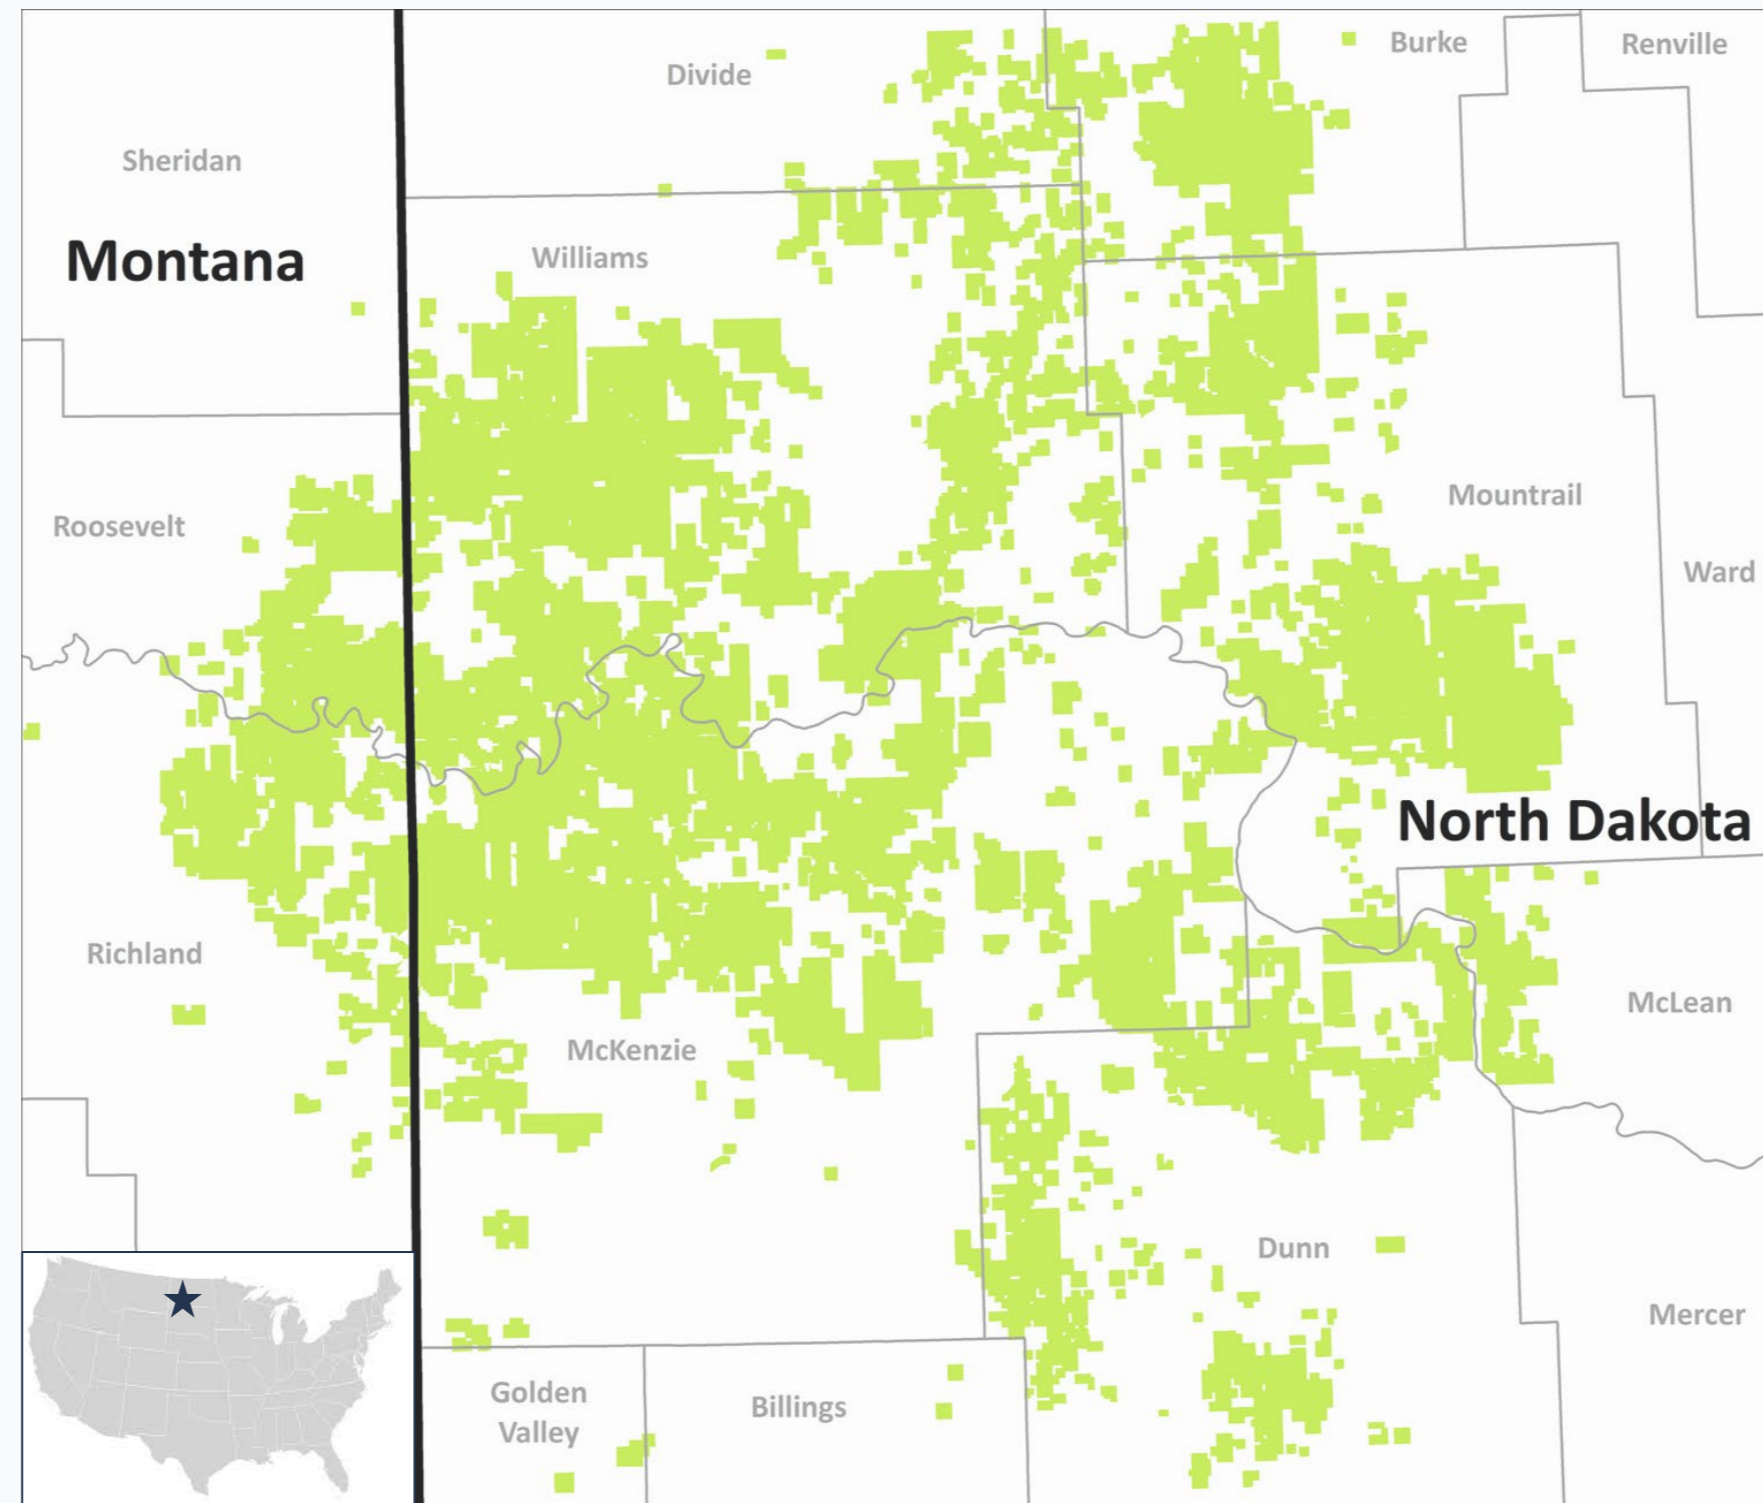 Burke
Renville
Divide
Sheridan
Montana
Williams
Mountrail
Roosevelt
Ward
North Dakota
Richland
McLean
McKenzie
Dunn
Mercer
Golden
Valley
Billings